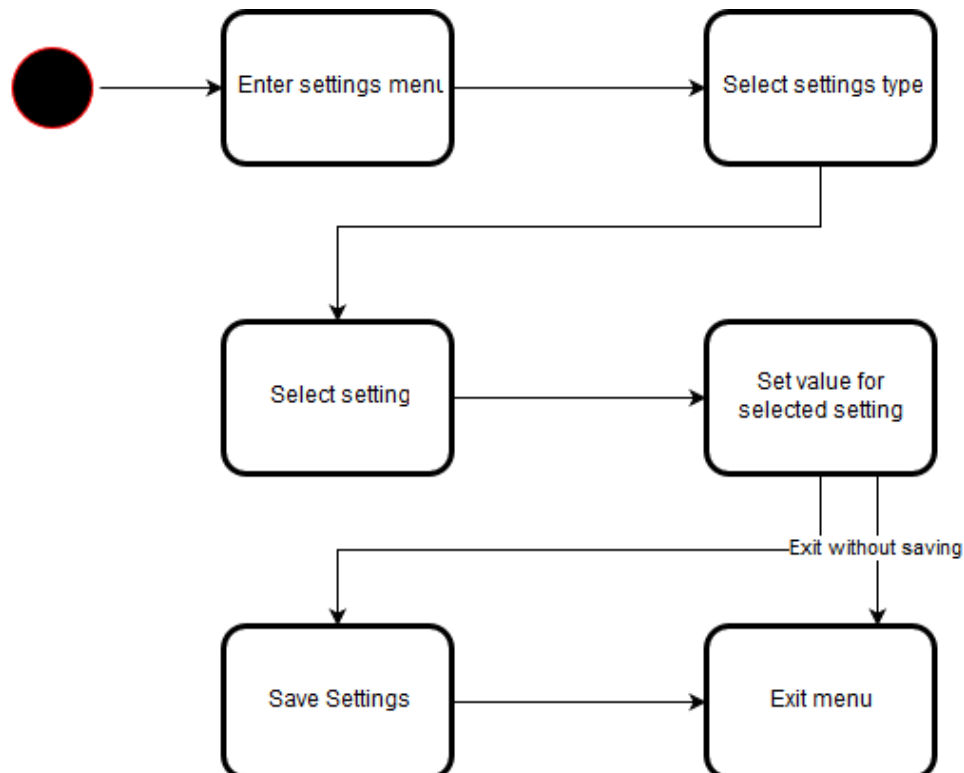 Enter settings menu
Select settings type
Select setting
Set value for
selected setting
Exit without saving
Save Settings
Exit menu